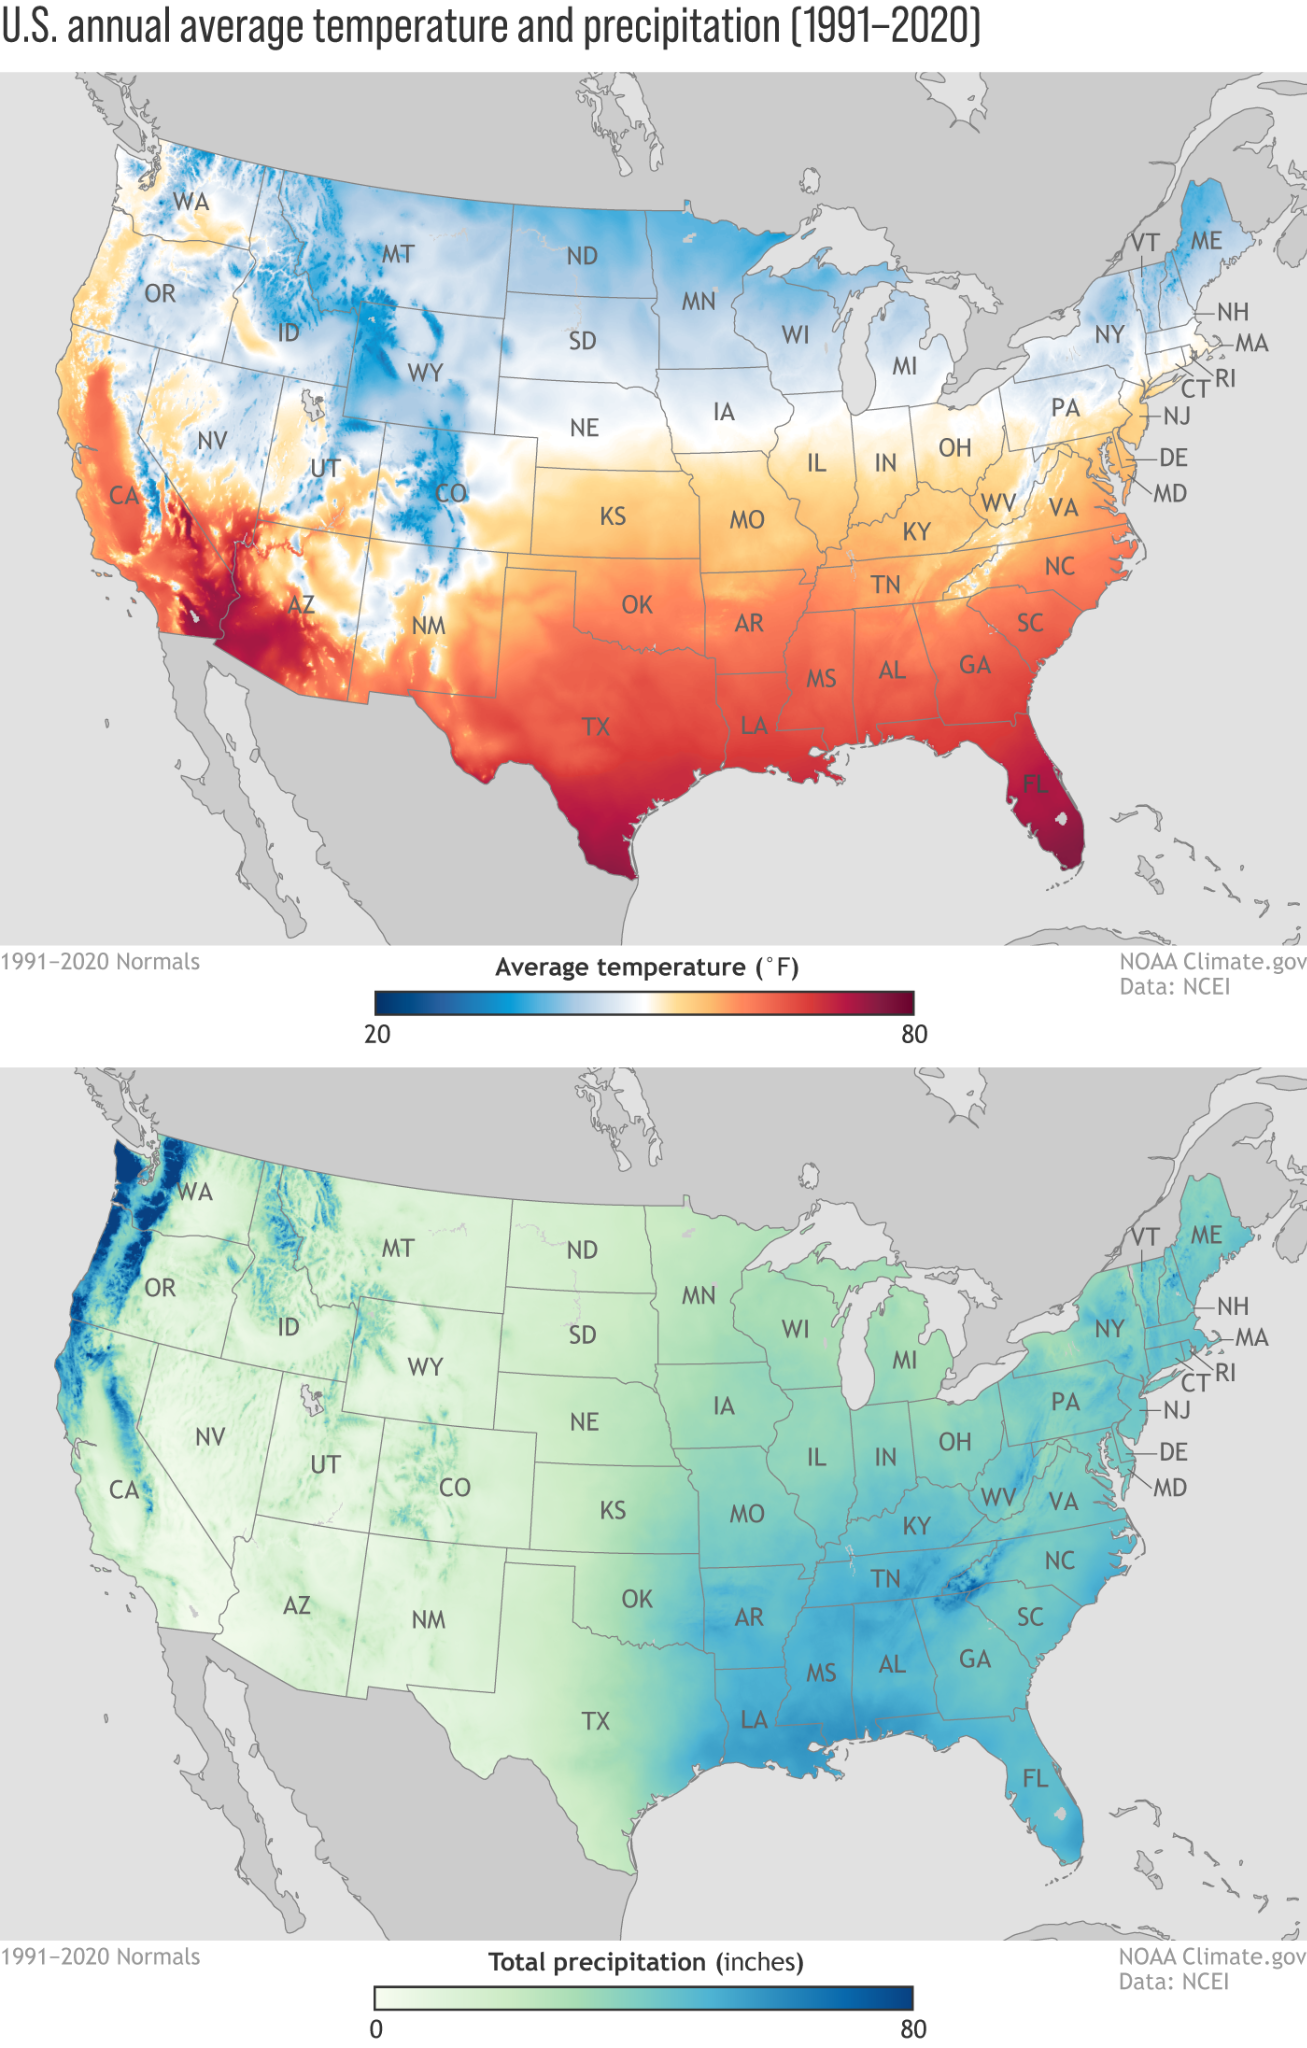 U.S. annual average temperature and precipitation (1991–2020)
WA
MT
ND
MN
VT
ME
OR
ID
SD
WI
MI
NY
NH
MA
WY
RI
CT
NE
IA
PA
NJ
NV
UT
CO
IL
IN
OH
DE
CA
KS
MO
WV
VA
MD
KY
NC
AZ
NM
OK
AR
TN
SC
MS
AL
GA
TX
LA
FL
1991–2020 Normals
Average temperature (°F)
NOAA Climate.gov
Data: NCEI
20
80
WA
MT
ND
MN
VT
ME
OR
ID
SD
WI
MI
NY
NH
MA
WY
RI
CT
NE
IA
PA
NJ
NV
UT
CO
IL
IN
OH
DE
CA
KS
MO
WV
VA
MD
KY
NC
AZ
NM
OK
AR
TN
SC
MS
AL
GA
TX
LA
FL
1991–2020 Normals
Total precipitation (inches)
NOAA Climate.gov
Data: NCEI
0
80